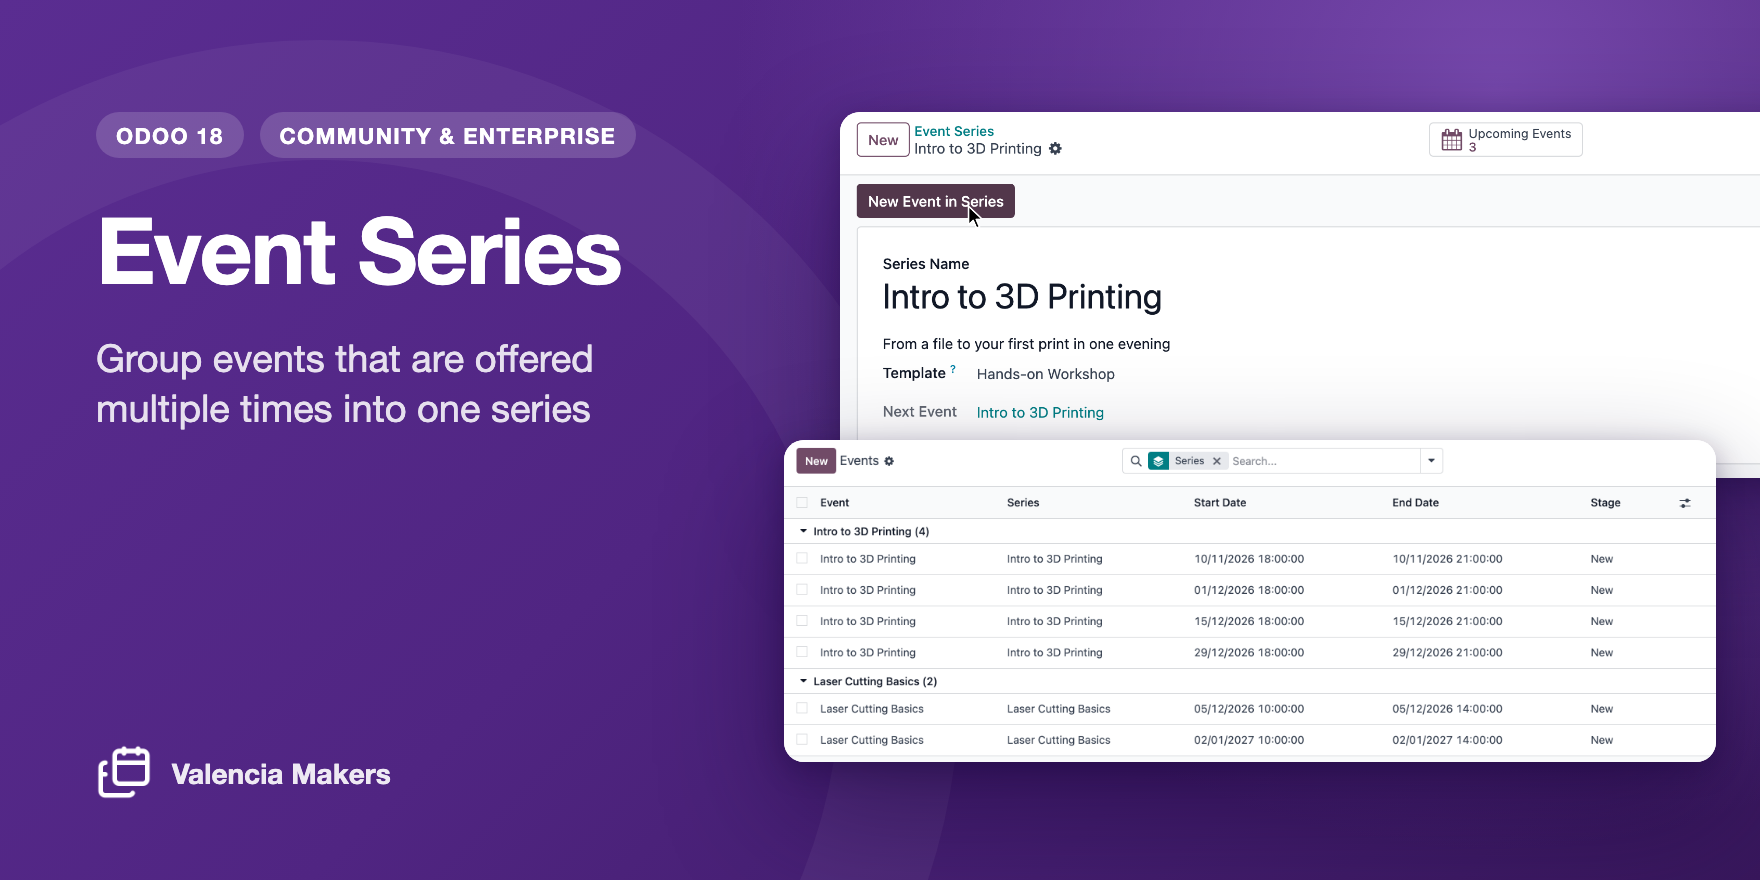 ODOO 18
COMMUNITY & ENTERPRISE
Event Series
Group events that are offered
multiple times into one series
Valencia Makers
New
Event Series
Intro to 3D Printing
Upcoming Events
3
New Event in Series
Series Name
Intro to 3D Printing
From a file to your first print in one evening
Template ? Hands-on Workshop
Next Event Intro to 3D Printing
New Events Series Search...
Event Series Start Date End Date Stage
Intro to 3D Printing (4)
Intro to 3D Printing Intro to 3D Printing 10/11/2026 18:00:00 10/11/2026 21:00:00 New
Intro to 3D Printing Intro to 3D Printing 01/12/2026 18:00:00 01/12/2026 21:00:00 New
Intro to 3D Printing Intro to 3D Printing 15/12/2026 18:00:00 15/12/2026 21:00:00 New
Intro to 3D Printing Intro to 3D Printing 29/12/2026 18:00:00 29/12/2026 21:00:00 New
Laser Cutting Basics (2)
Laser Cutting Basics Laser Cutting Basics 05/12/2026 10:00:00 05/12/2026 14:00:00 New
Laser Cutting Basics Laser Cutting Basics 02/01/2027 10:00:00 02/01/2027 14:00:00 New